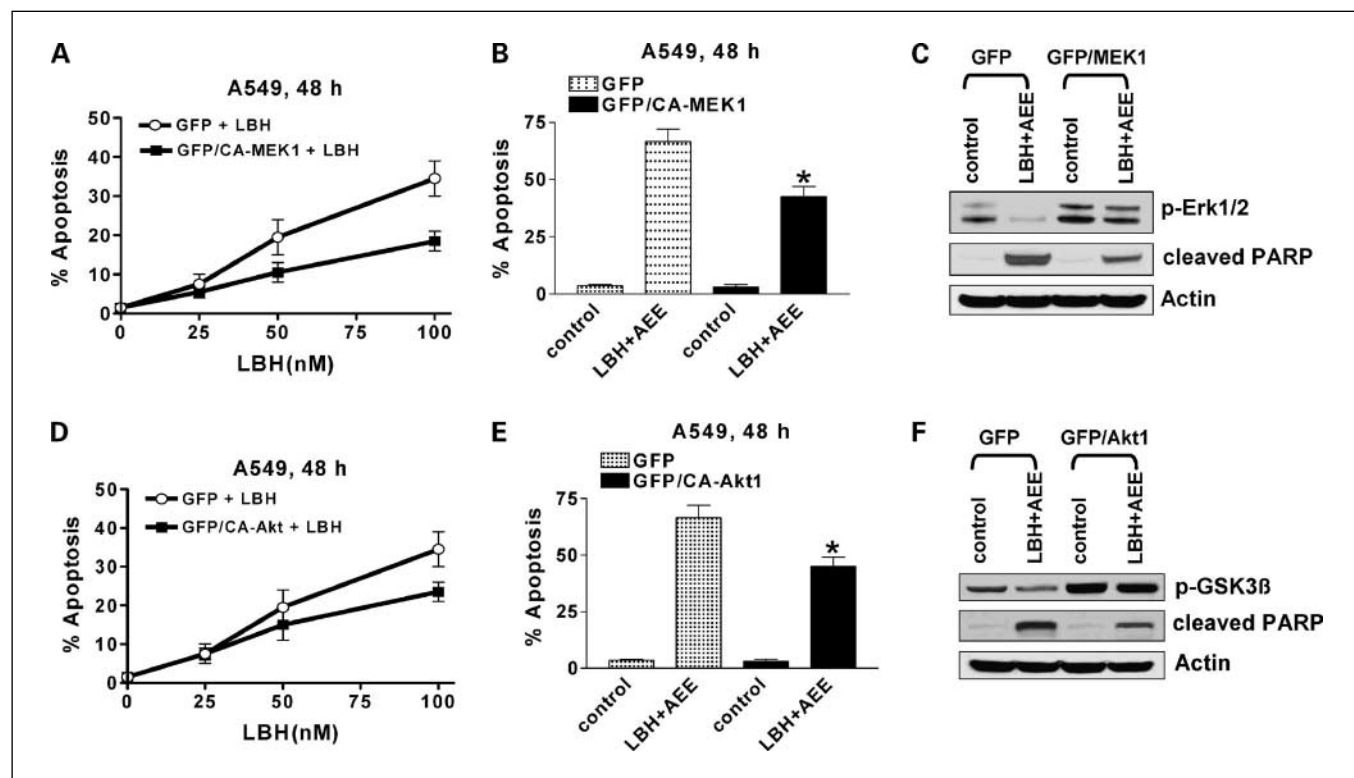 A
A549, 48 h
GFP + LBH
GFP/CA-MEK1 + LBH
% Apoptosis
50
40
30
20
10
0
0 25 50 75 100
LBH(nM)
B
A549, 48 h
GFP
GFP/CA-MEK1
% Apoptosis
75
50
25
0
*
control
LBH+AEE
control
LBH+AEE
C
GFP GFP/MEK1
control
LBH+AEE
control
LBH+AEE
p-Erk1/2
cleaved PARP
Actin
D
A549, 48 h
GFP + LBH
GFP/CA-Akt + LBH
% Apoptosis
50
40
30
20
10
0
0 25 50 75 100
LBH(nM)
E
A549, 48 h
GFP
GFP/CA-Akt1
% Apoptosis
75
50
25
0
*
control
LBH+AEE
control
LBH+AEE
F
GFP GFP/Akt1
control
LBH+AEE
control
LBH+AEE
p-GSK3ß
cleaved PARP
Actin